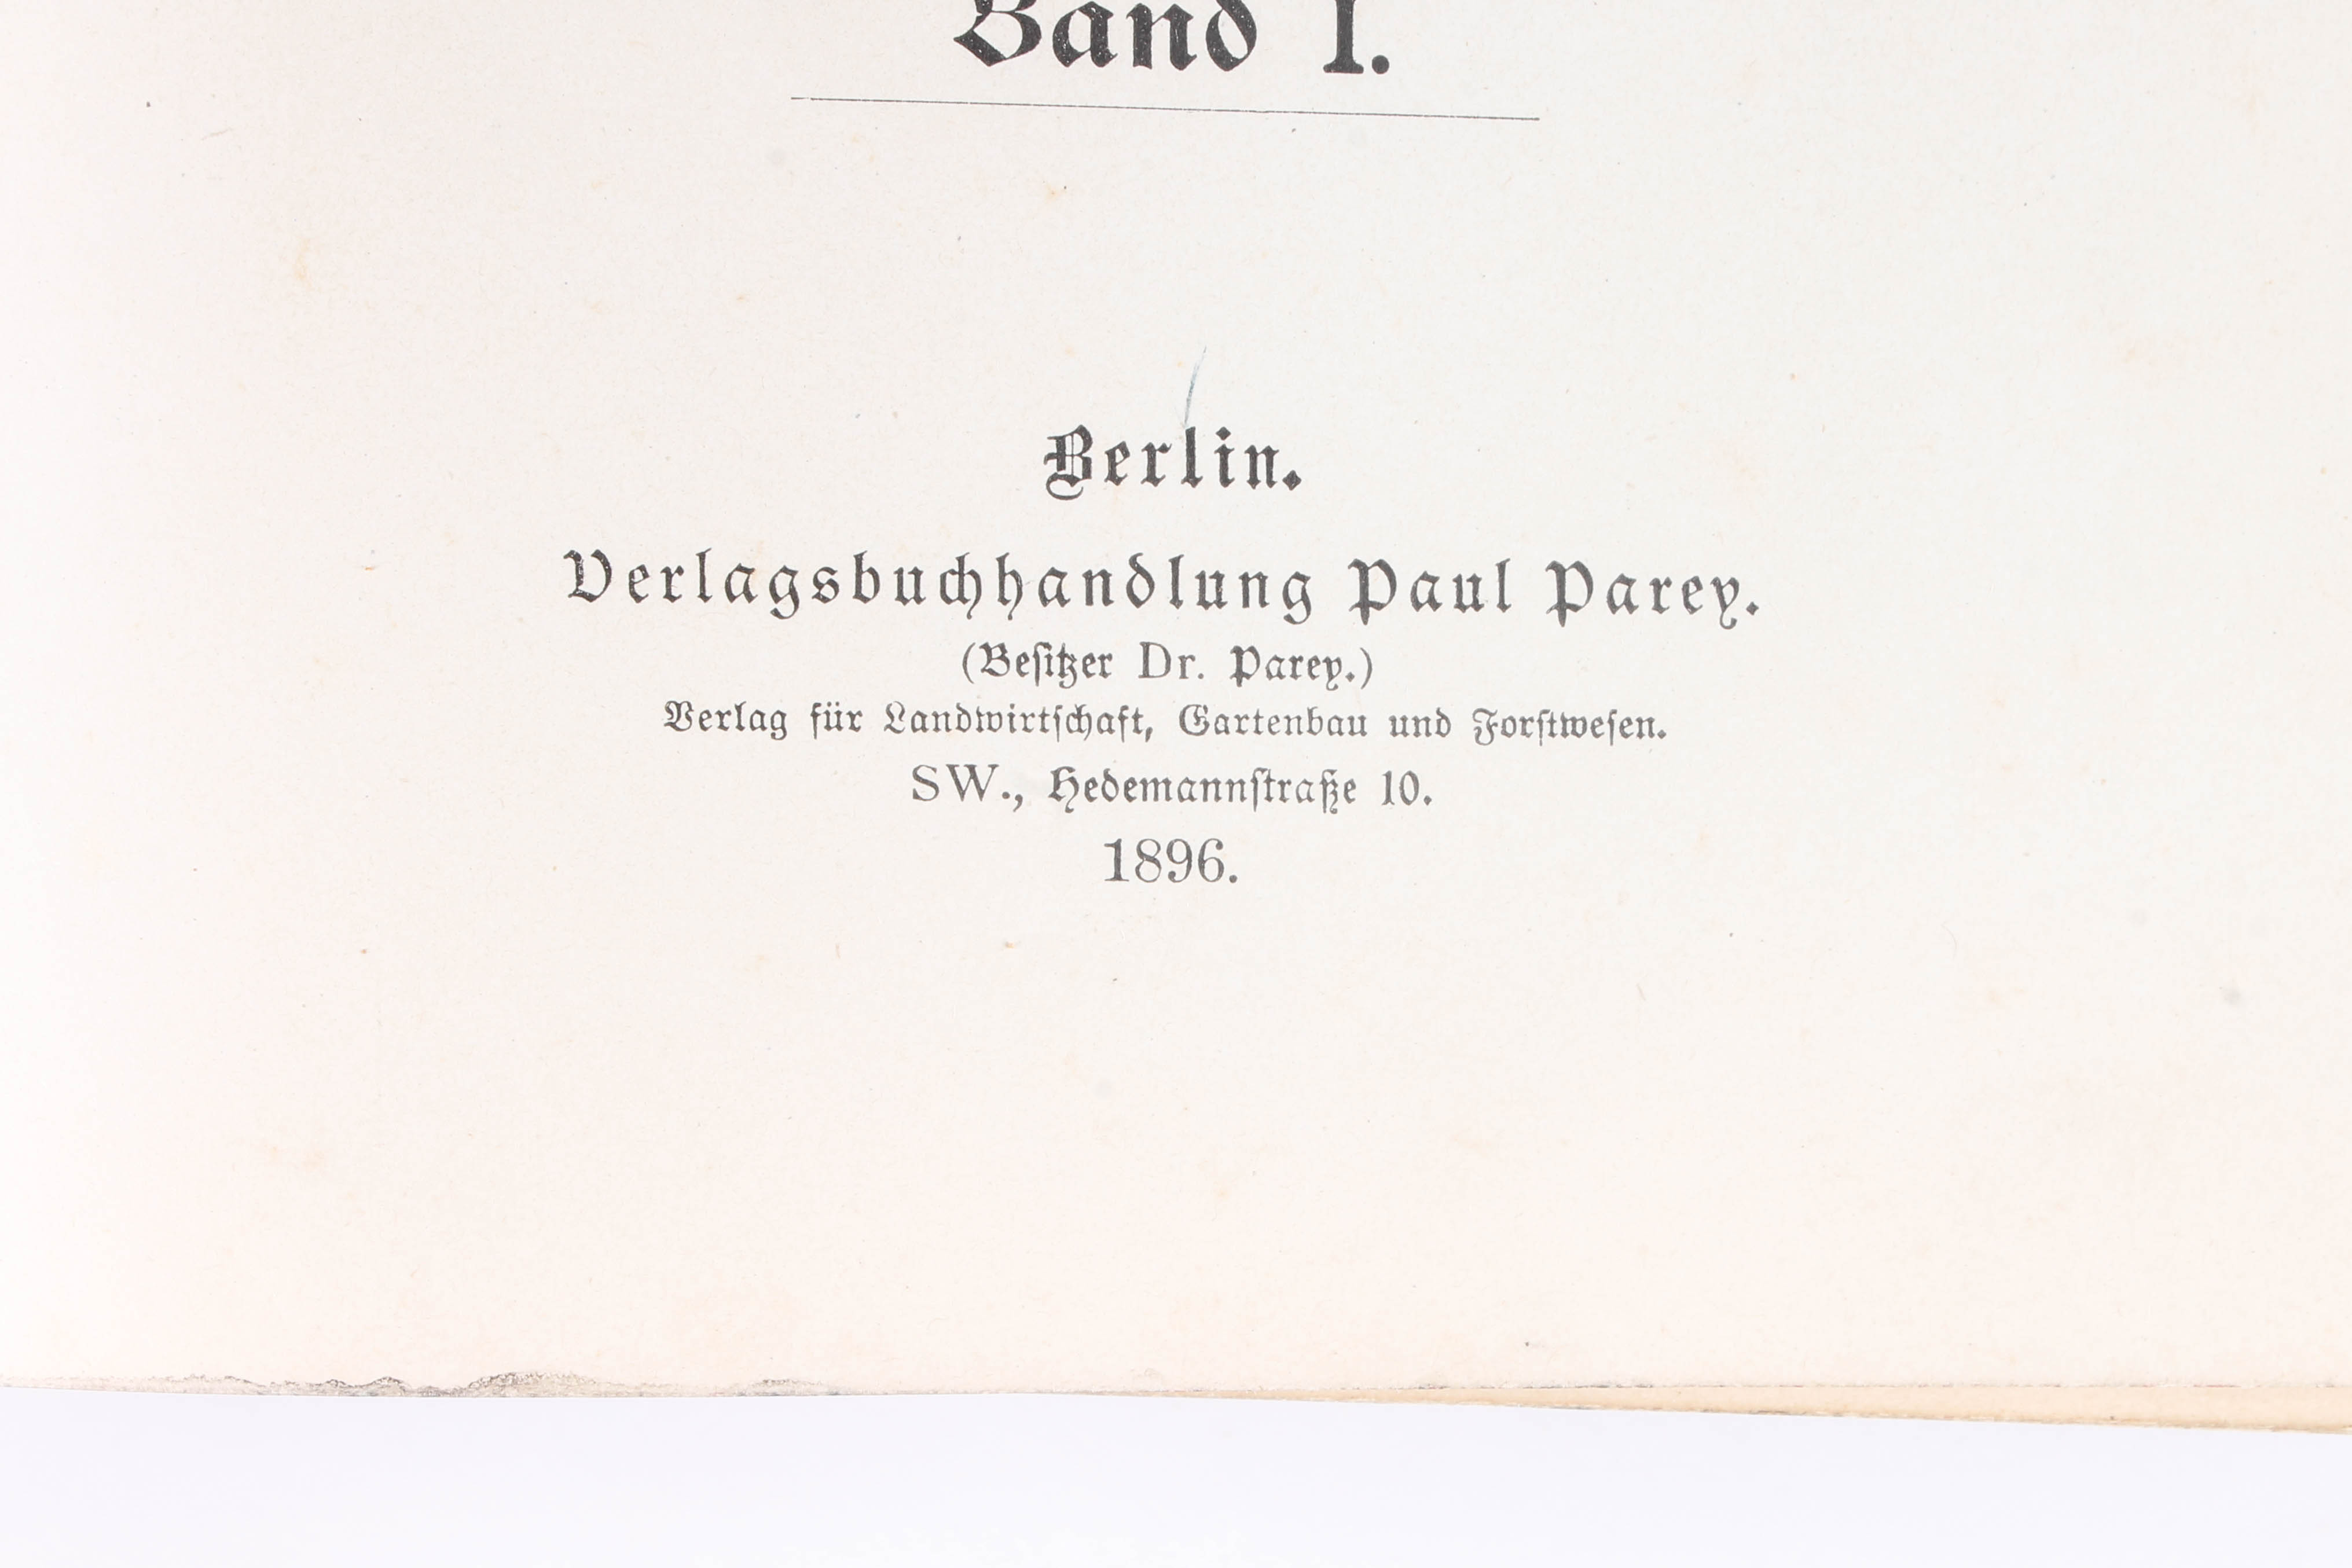 Band I.
Berlin.
Verlagsbuchhandlung Paul Parey.
(Beſitzer Dr. Parey.)
Verlag für Landwirtſchaft, Gartenbau und Forſtweſen.
SW., Hedemannſtraße 10.
1896.